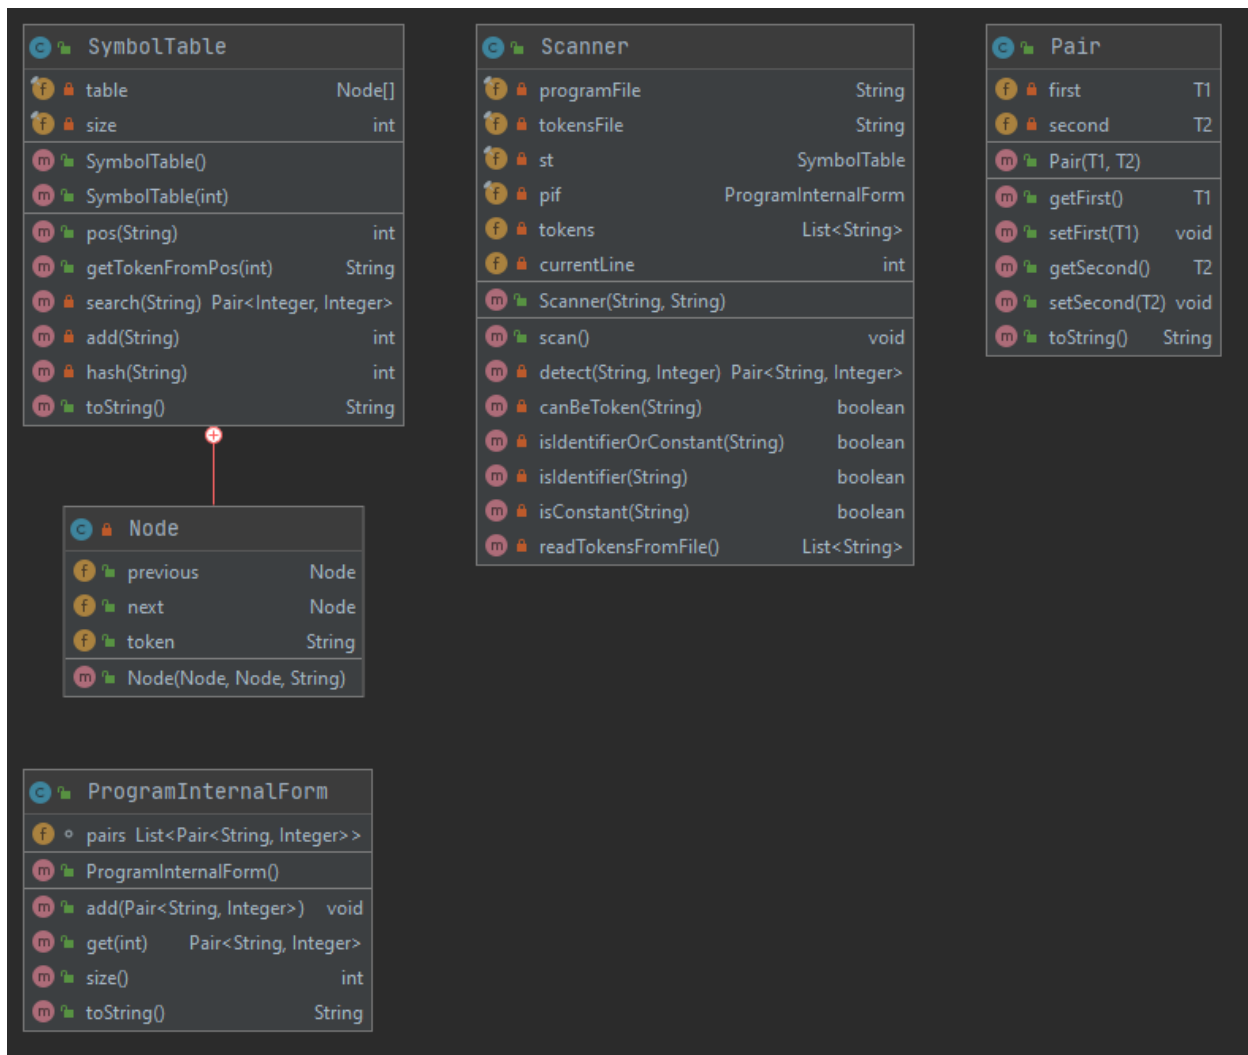 SymbolTable
table Node[]
size int
SymbolTable()
SymbolTable(int)
pos(String) int
getTokenFromPos(int) String
search(String) Pair<Integer, Integer>
add(String) int
hash(String) int
toString() String
Node
previous Node
next Node
token String
Node(Node, Node, String)
ProgramInternalForm
pairs List<Pair<String, Integer>>
ProgramInternalForm()
add(Pair<String, Integer>) void
get(int) Pair<String, Integer>
size() int
toString() String
Scanner
programFile String
tokensFile String
st SymbolTable
pif ProgramInternalForm
tokens List<String>
currentLine int
Scanner(String, String)
scan() void
detect(String, Integer) Pair<String, Integer>
canBeToken(String) boolean
isIdentifierOrConstant(String) boolean
isIdentifier(String) boolean
isConstant(String) boolean
readTokensFromFile() List<String>
Pair
first T1
second T2
Pair(T1, T2)
getFirst() T1
setFirst(T1) void
getSecond() T2
setSecond(T2) void
toString() String